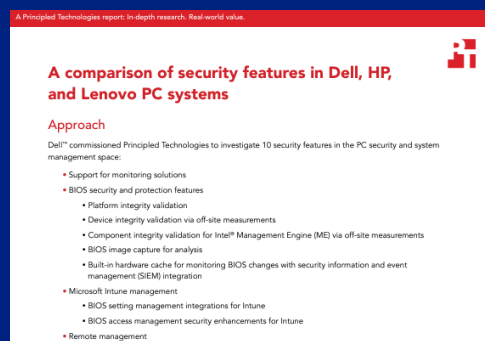 A Principled Technologies report: In-depth research. Real-world value.
A comparison of security features in Dell, HP,
and Lenovo PC systems
Approach
Dell™ commissioned Principled Technologies to investigate 10 security features in the PC security and system
management space:
• Support for monitoring solutions
• BIOS security and protection features
• Platform integrity validation
• Device integrity validation via off-site measurements
• Component integrity validation for Intel® Management Engine (ME) via off-site measurements
• BIOS image capture for analysis
• Built-in hardware cache for monitoring BIOS changes with security information and event
management (SIEM) integration
• Microsoft Intune management
• BIOS setting management integrations for Intune
• BIOS access management security enhancements for Intune
• Remote management